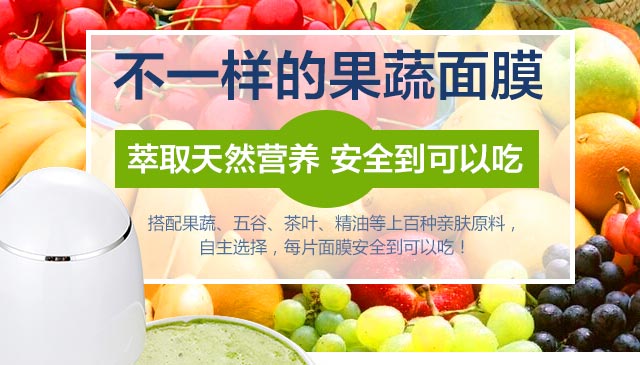 不一样的果蔬面膜
萃取天然营养 安全到可以吃
搭配果蔬、五谷、茶叶、精油等上百种亲肤原料，
自主选择，每片面膜安全到可以吃！